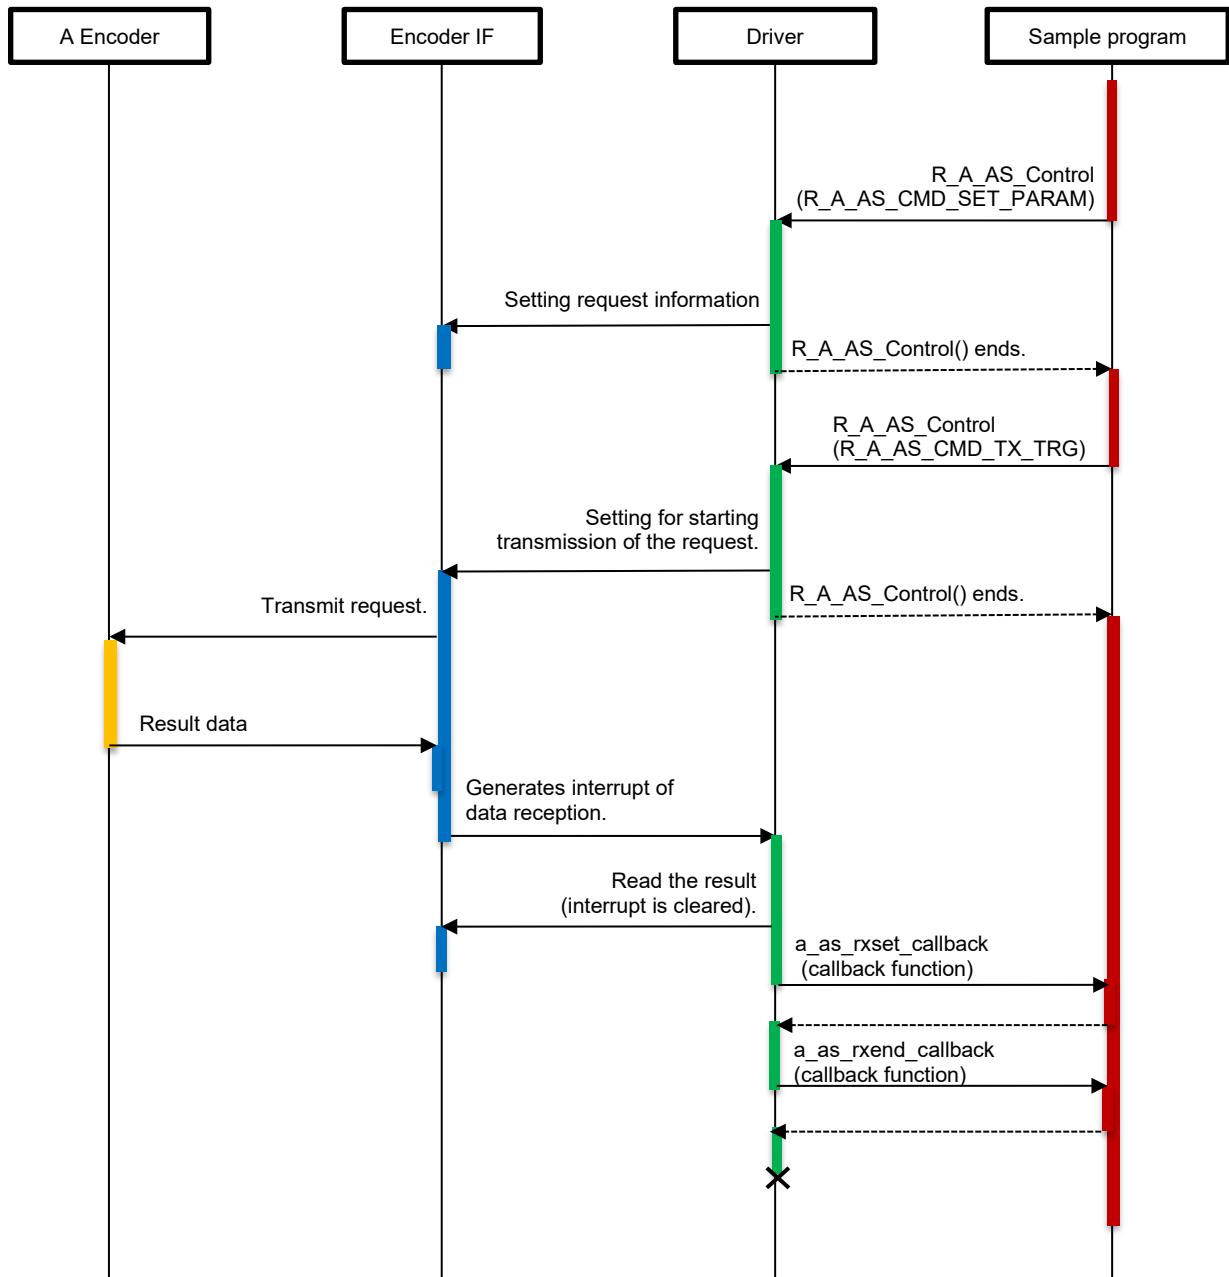 A Encoder
Encoder IF
Driver
Sample program
R_A_AS_Control
(R_A_AS_CMD_SET_PARAM)
Setting request information
R_A_AS_Control() ends.
R_A_AS_Control
(R_A_AS_CMD_TX_TRG)
Setting for starting
transmission of the request.
R_A_AS_Control() ends.
Transmit request.
Result data
Generates interrupt of
data reception.
Read the result
(interrupt is cleared).
a_as_rxset_callback
(callback function)
a_as_rxend_callback
(callback function)